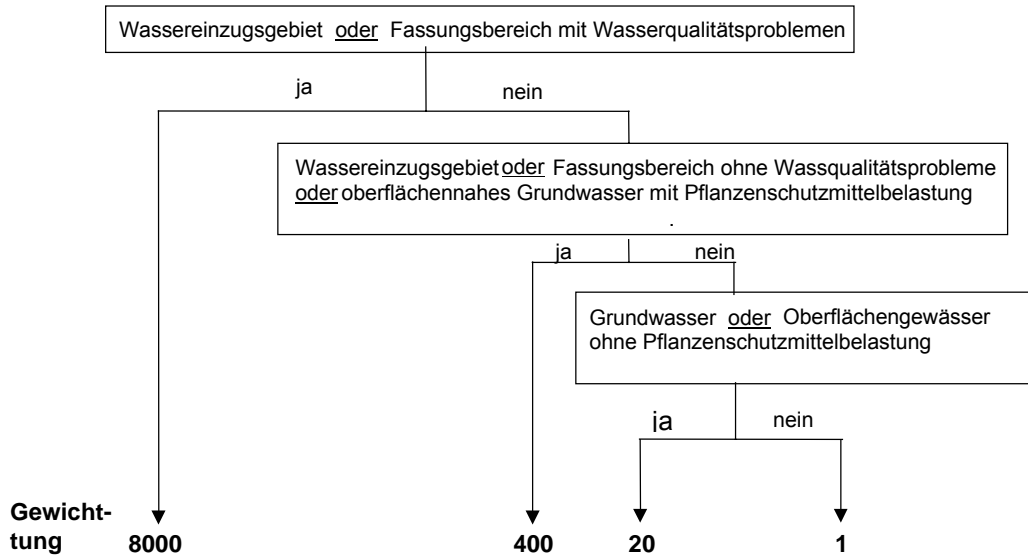 Wassereinzugsgebiet oder Fassungsbereich mit Wasserqualitätsproblemen
ja
nein
Wassereinzugsgebiet oder Fassungsbereich ohne Wassqualitätsprobleme
oder oberflächennahes Grundwasser mit Pflanzenschutzmittelbelastung
.
ja
nein
Grundwasser oder Oberflächengewässer
ohne Pflanzenschutzmittelbelastung
ja
nein
Gewicht-
tung 8000 400 20 1